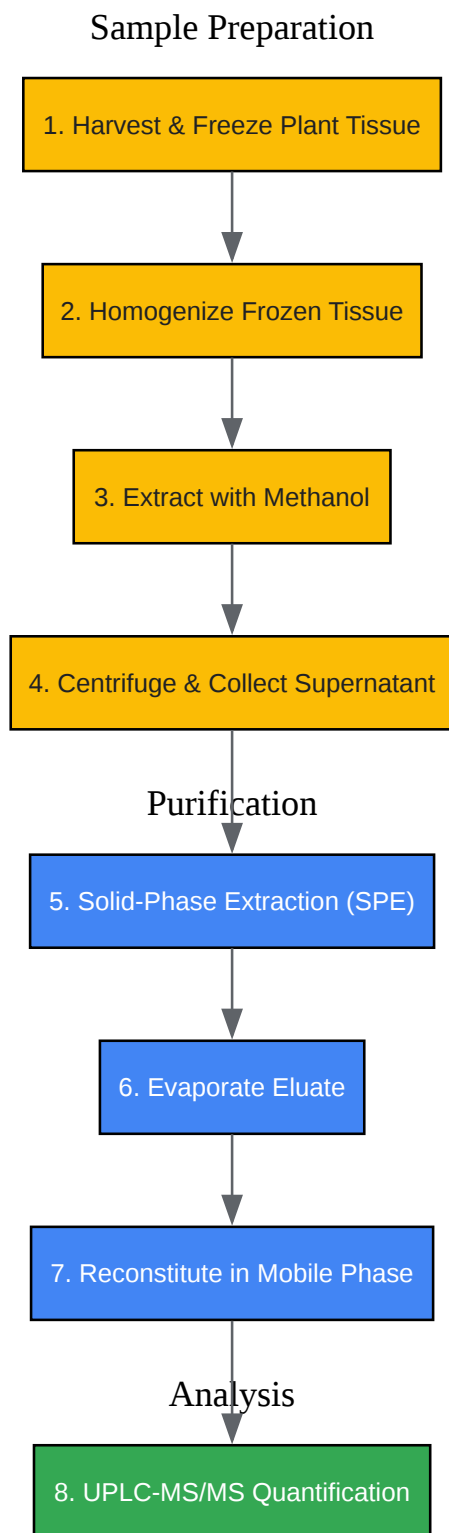 Sample Preparation
1. Harvest & Freeze Plant Tissue
2. Homogenize Frozen Tissue
3. Extract with Methanol
4. Centrifuge & Collect Supernatant
Purification
5. Solid-Phase Extraction (SPE)
6. Evaporate Eluate
7. Reconstitute in Mobile Phase
Analysis
8. UPLC-MS/MS Quantification